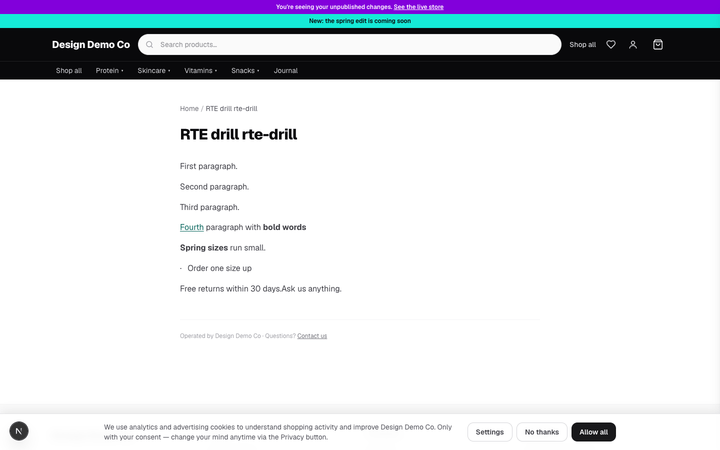 You're seeing your unpublished changes. See the live store
New: the spring edit is coming soon
Design Demo Co
Search products...
Shop all
Shop all
Protein
Skincare
Vitamins
Snacks
Journal
Home / RTE drill rte-drill
RTE drill rte-drill
First paragraph.
Second paragraph.
Third paragraph.
Fourth paragraph with bold words
Spring sizes run small.
· Order one size up
Free returns within 30 days.Ask us anything.
Operated by Design Demo Co · Questions? Contact us
N
We use analytics and advertising cookies to understand shopping activity and improve Design Demo Co. Only
with your consent — change your mind anytime via the Privacy button.
Settings
No thanks
Allow all